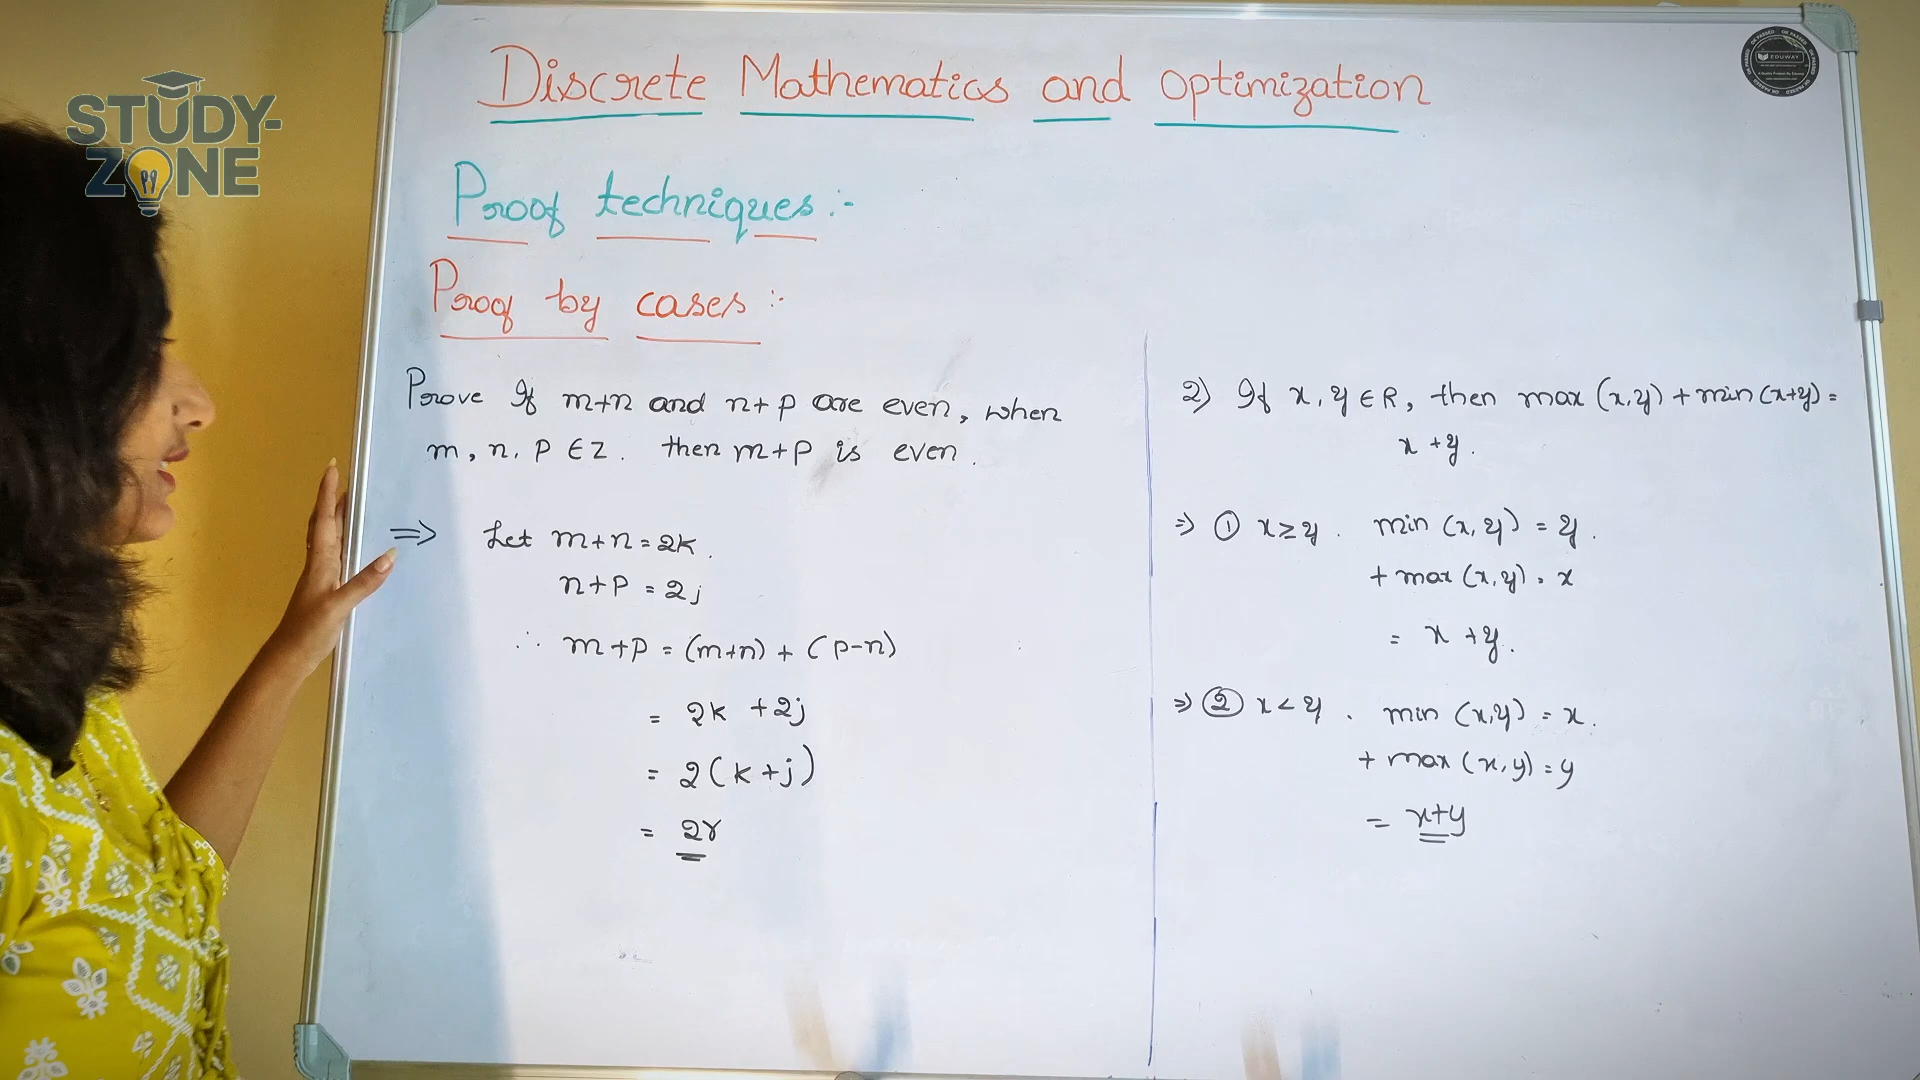 STUDY-
ZONE
EDUWAY
Discrete Mathematics and Optimization
Proof techniques :-
Proof by cases :-
Prove If m+n and n+p are even, when
m, n, p ∈ Z. then m+p is even.
⇒ Let m+n = 2k.
n+p = 2j
∴ m+p = (m+n) + (p-n)
= 2k + 2j
= 2(k+j)
= 2r
2) If x, y ∈ R, then max (x,y) + min (x+y) =
x + y.
⇒ ① x ≥ y. min (x, y) = y.
+ max (x, y) = x
= x + y.
⇒ ② x < y. min (x,y) = x.
+ max (x, y) = y
= x+y